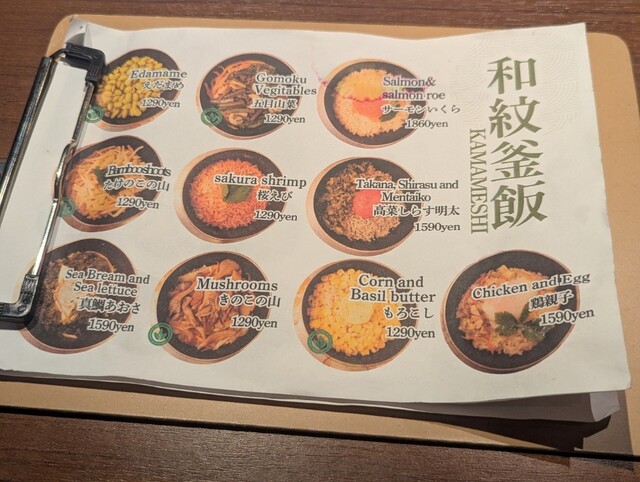 和紋釜飯
KAMAMESHI
Edamame
えだまめ
1290yen
Gomoku
Vegitables
五目山菜
1290yen
Salmon&
salmon roe
サーモンいくら
1860yen
Bamboo shoots
たけのこの山
1290yen
sakura shrimp
桜えび
1290yen
Takana, Shirasu and
Mentaiko
高菜しらす明太
1590yen
Sea Bream and
Sea lettuce
真鯛あおさ
1590yen
Mushrooms
きのこの山
1290yen
Corn and
Basil butter
もろこし
1290yen
Chicken and Egg
鶏親子
1590yen